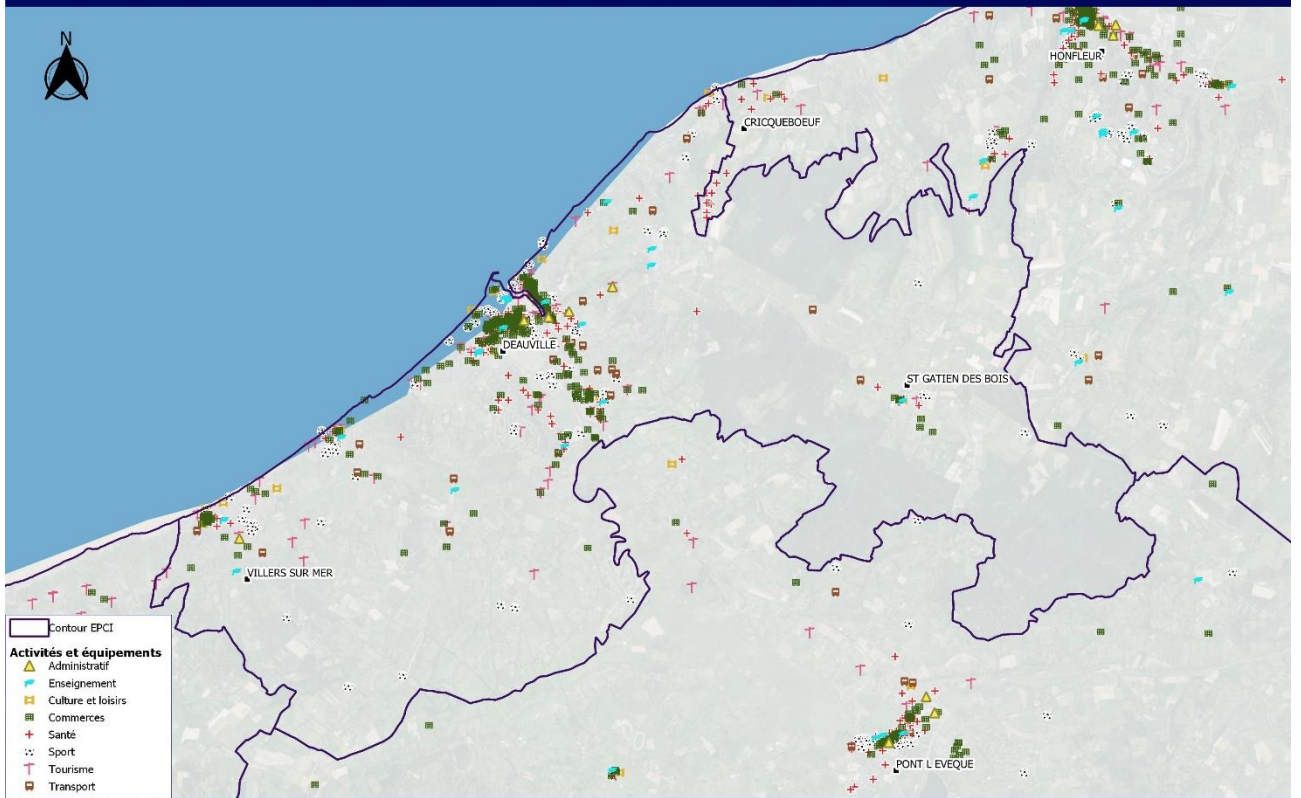 N
HONFLEUR
CRICQUEBOEUF
DEAUVILLE
ST GATIEN DES BOIS
VILLERS SUR MER
PONT L EVEQUE
Contour EPCI
Activités et équipements
Administratif
Enseignement
Culture et loisirs
Commerces
Santé
Sport
Tourisme
Transport